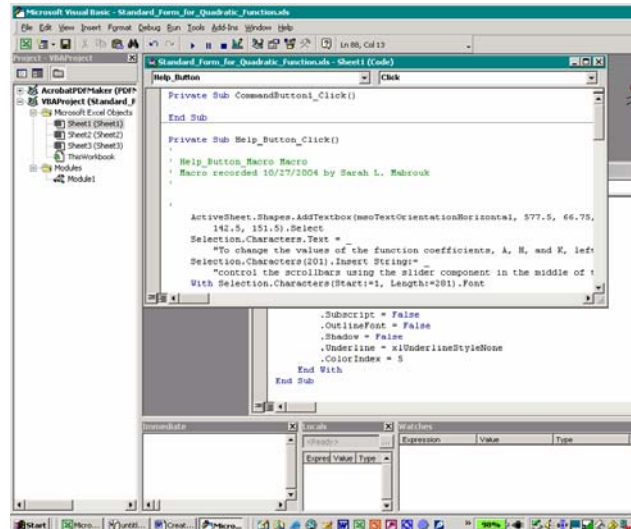 Microsoft Visual Basic - Standard_Form_for_Quadratic_Function.xls
File Edit View Insert Format Debug Run Tools Add-Ins Window Help
Ln 88, Col 13
Project - VBAProject
AcrobatPDFMaker (PDFM
VBAProject (Standard_F
Microsoft Excel Objects
Sheet1 (Sheet1)
Sheet2 (Sheet2)
Sheet3 (Sheet3)
ThisWorkbook
Modules
Module1
Standard_Form_for_Quadratic_Function.xls - Sheet1 (Code)
Help_Button
Click
Private Sub CommandButton1_Click()
End Sub
Private Sub Help_Button_Click()
'
' Help_Button_Macro Macro
' Macro recorded 10/27/2004 by Sarah L. Mabrouk
'
'
ActiveSheet.Shapes.AddTextbox(msoTextOrientationHorizontal, 577.5, 66.75,
142.5, 151.5).Select
Selection.Characters.Text = _
"To change the values of the function coefficients, A, H, and K, left
Selection.Characters(201).Insert String:= _
"control the scrollbars using the slider component in the middle of t
With Selection.Characters(Start:=1, Length:=281).Font
.Subscript = False
.OutlineFont = False
.Shadow = False
.Underline = xlUnderlineStyleNone
.ColorIndex = 5
End With
End Sub
Immediate
Locals
<Ready>
Expres Value Type
Watches
Expression Value Type
Start Micro... untitl... Creat... Micro... 98%